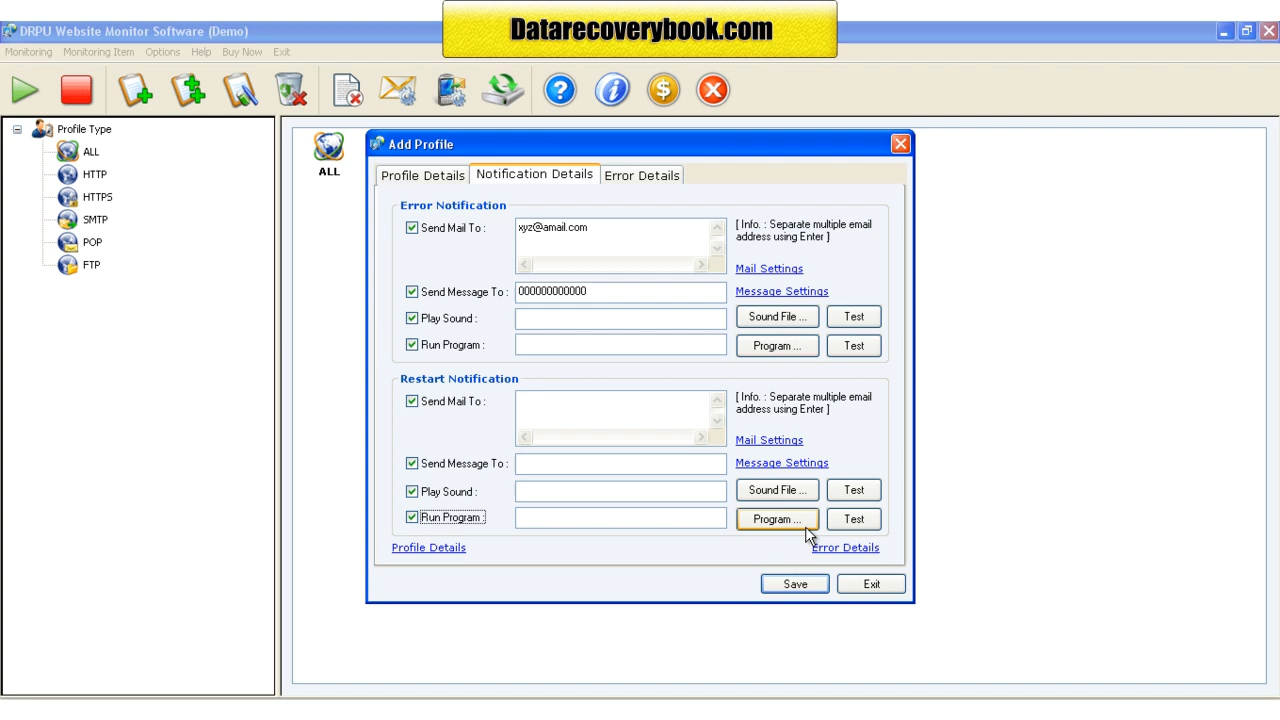 Datarecoverybook.com
DRPU Website Monitor Software (Demo)
Monitoring Monitoring Item Options Help Buy Now Exit
Profile Type
ALL
HTTP
HTTPS
SMTP
POP
FTP
ALL
Add Profile
Profile Details Notification Details Error Details
Error Notification
Send Mail To : xyz@amail.com [ Info. : Separate multiple email
address using Enter ]
Mail Settings
Send Message To : 000000000000 Message Settings
Play Sound : Sound File ... Test
Run Program : Program ... Test
Restart Notification
Send Mail To : [ Info. : Separate multiple email
address using Enter ]
Mail Settings
Send Message To : Message Settings
Play Sound : Sound File ... Test
Run Program : Program ... Test
Profile Details Error Details
Save Exit